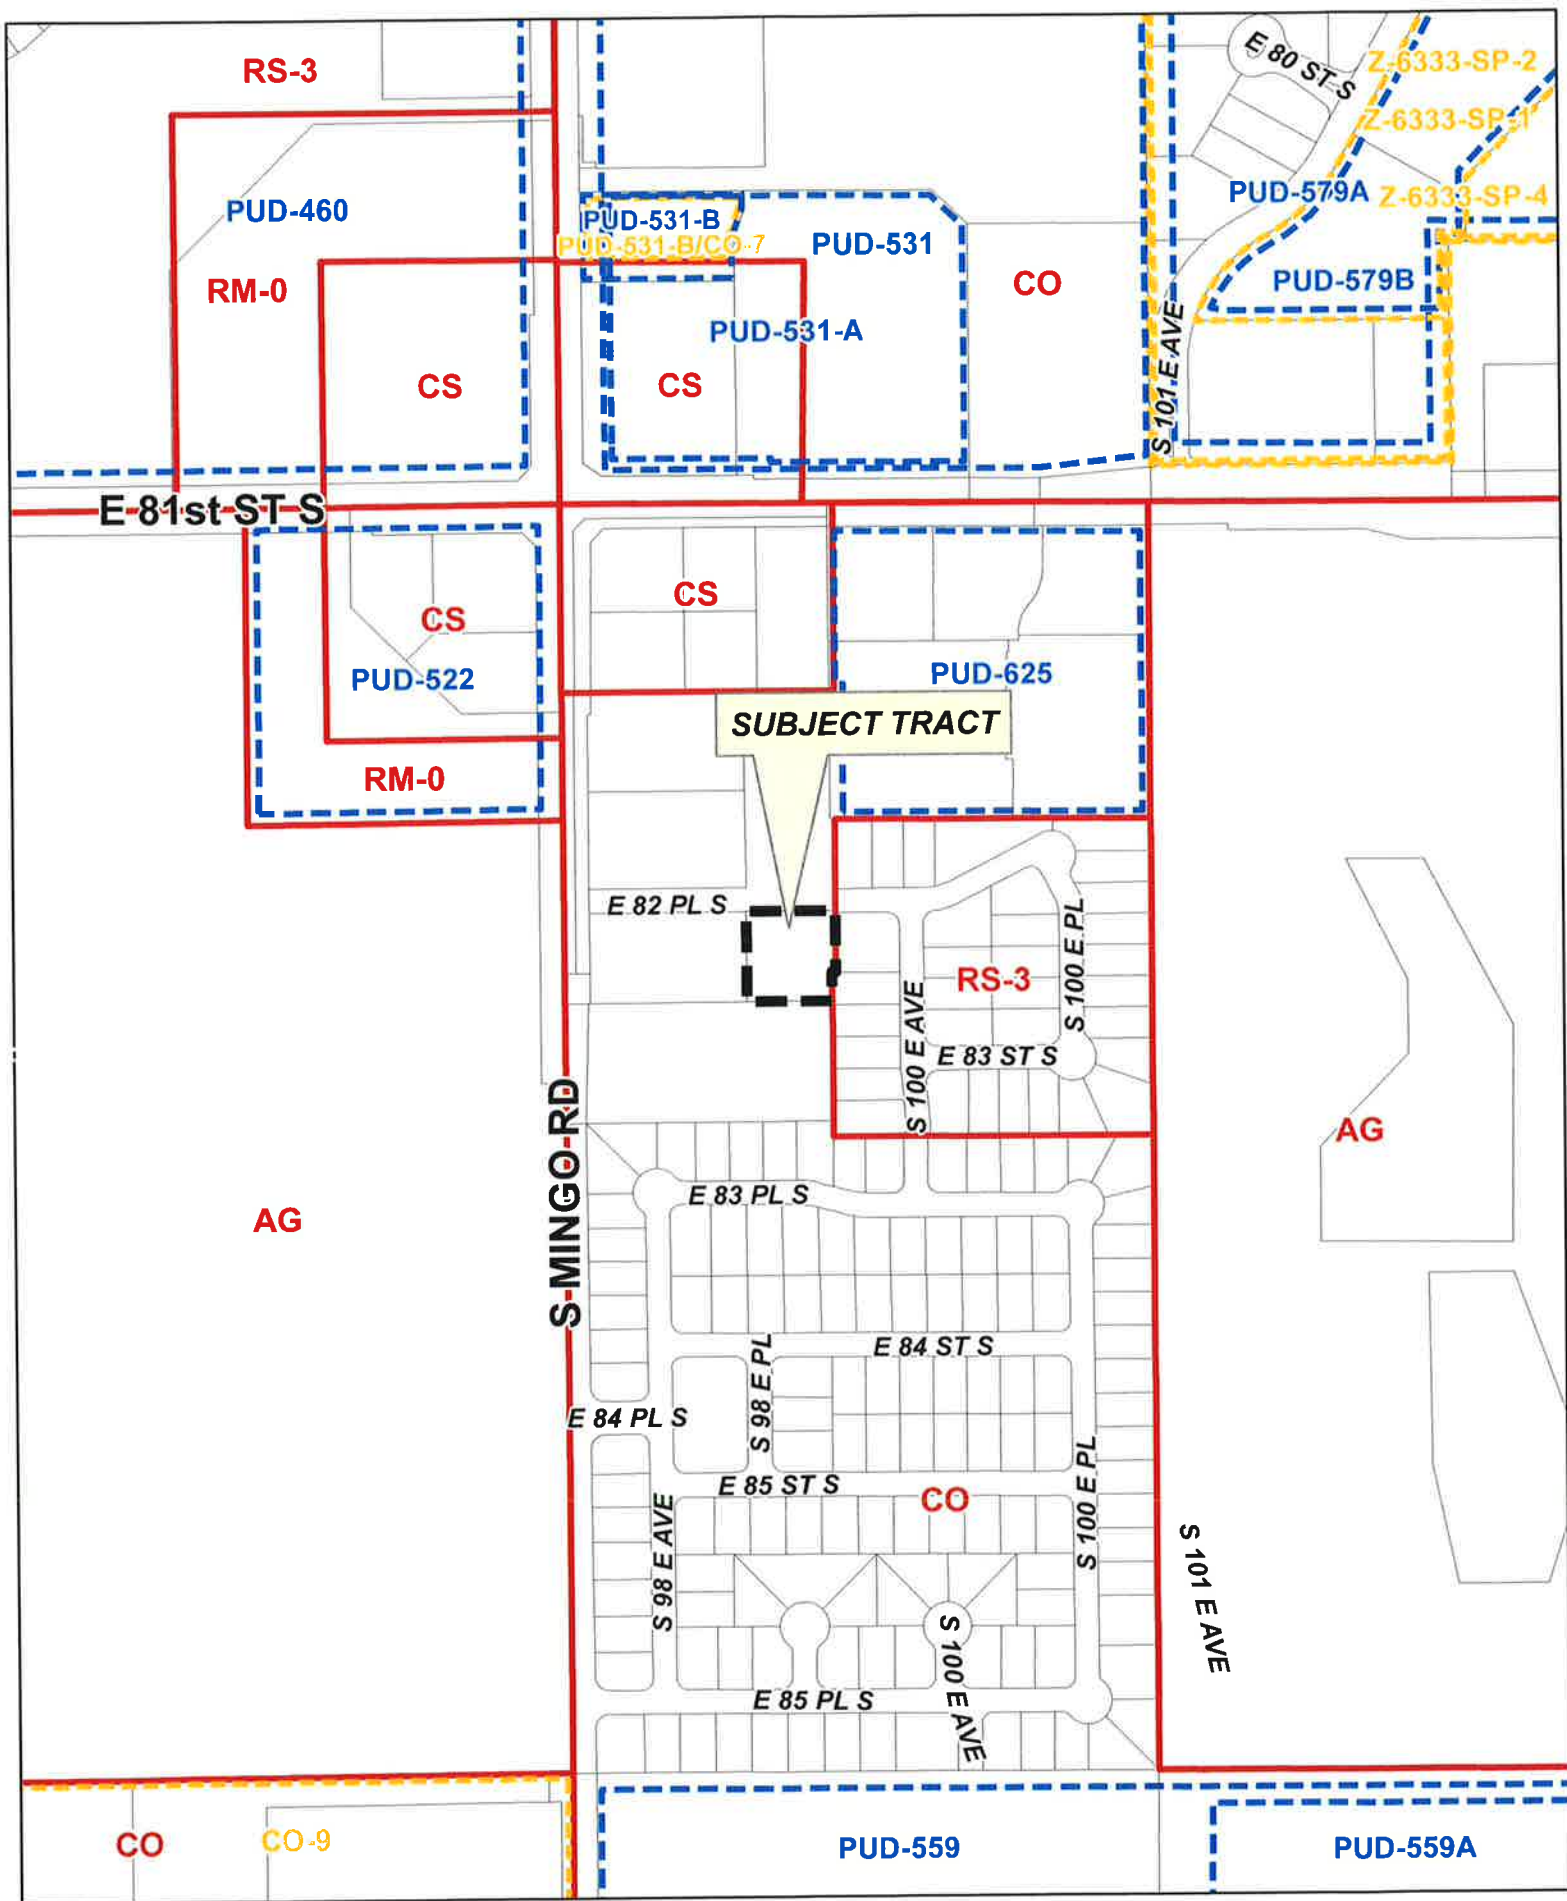 RS-3
E 80 ST S
Z-6333-SP-2
Z-6333-SP-1
PUD-579A
Z-6333-SP-4
PUD-460
PUD-531-B
PUD-531-B/CO-7
PUD-531
RM-0
CO
PUD-579B
PUD-531-A
CS
CS
S 101 E AVE
E 81st ST S
CS
CS
PUD-522
PUD-625
SUBJECT TRACT
RM-0
E 82 PL S
RS-3
S 100 E PL
S 100 E AVE
E 83 ST S
AG
S MINGO RD
E 83 PL S
AG
E 84 ST S
S 98 E PL
E 84 PL S
E 85 ST S
CO
S 100 E PL
S 98 E AVE
S 101 E AVE
S 100 E AVE
E 85 PL S
CO
CO-9
PUD-559
PUD-559A